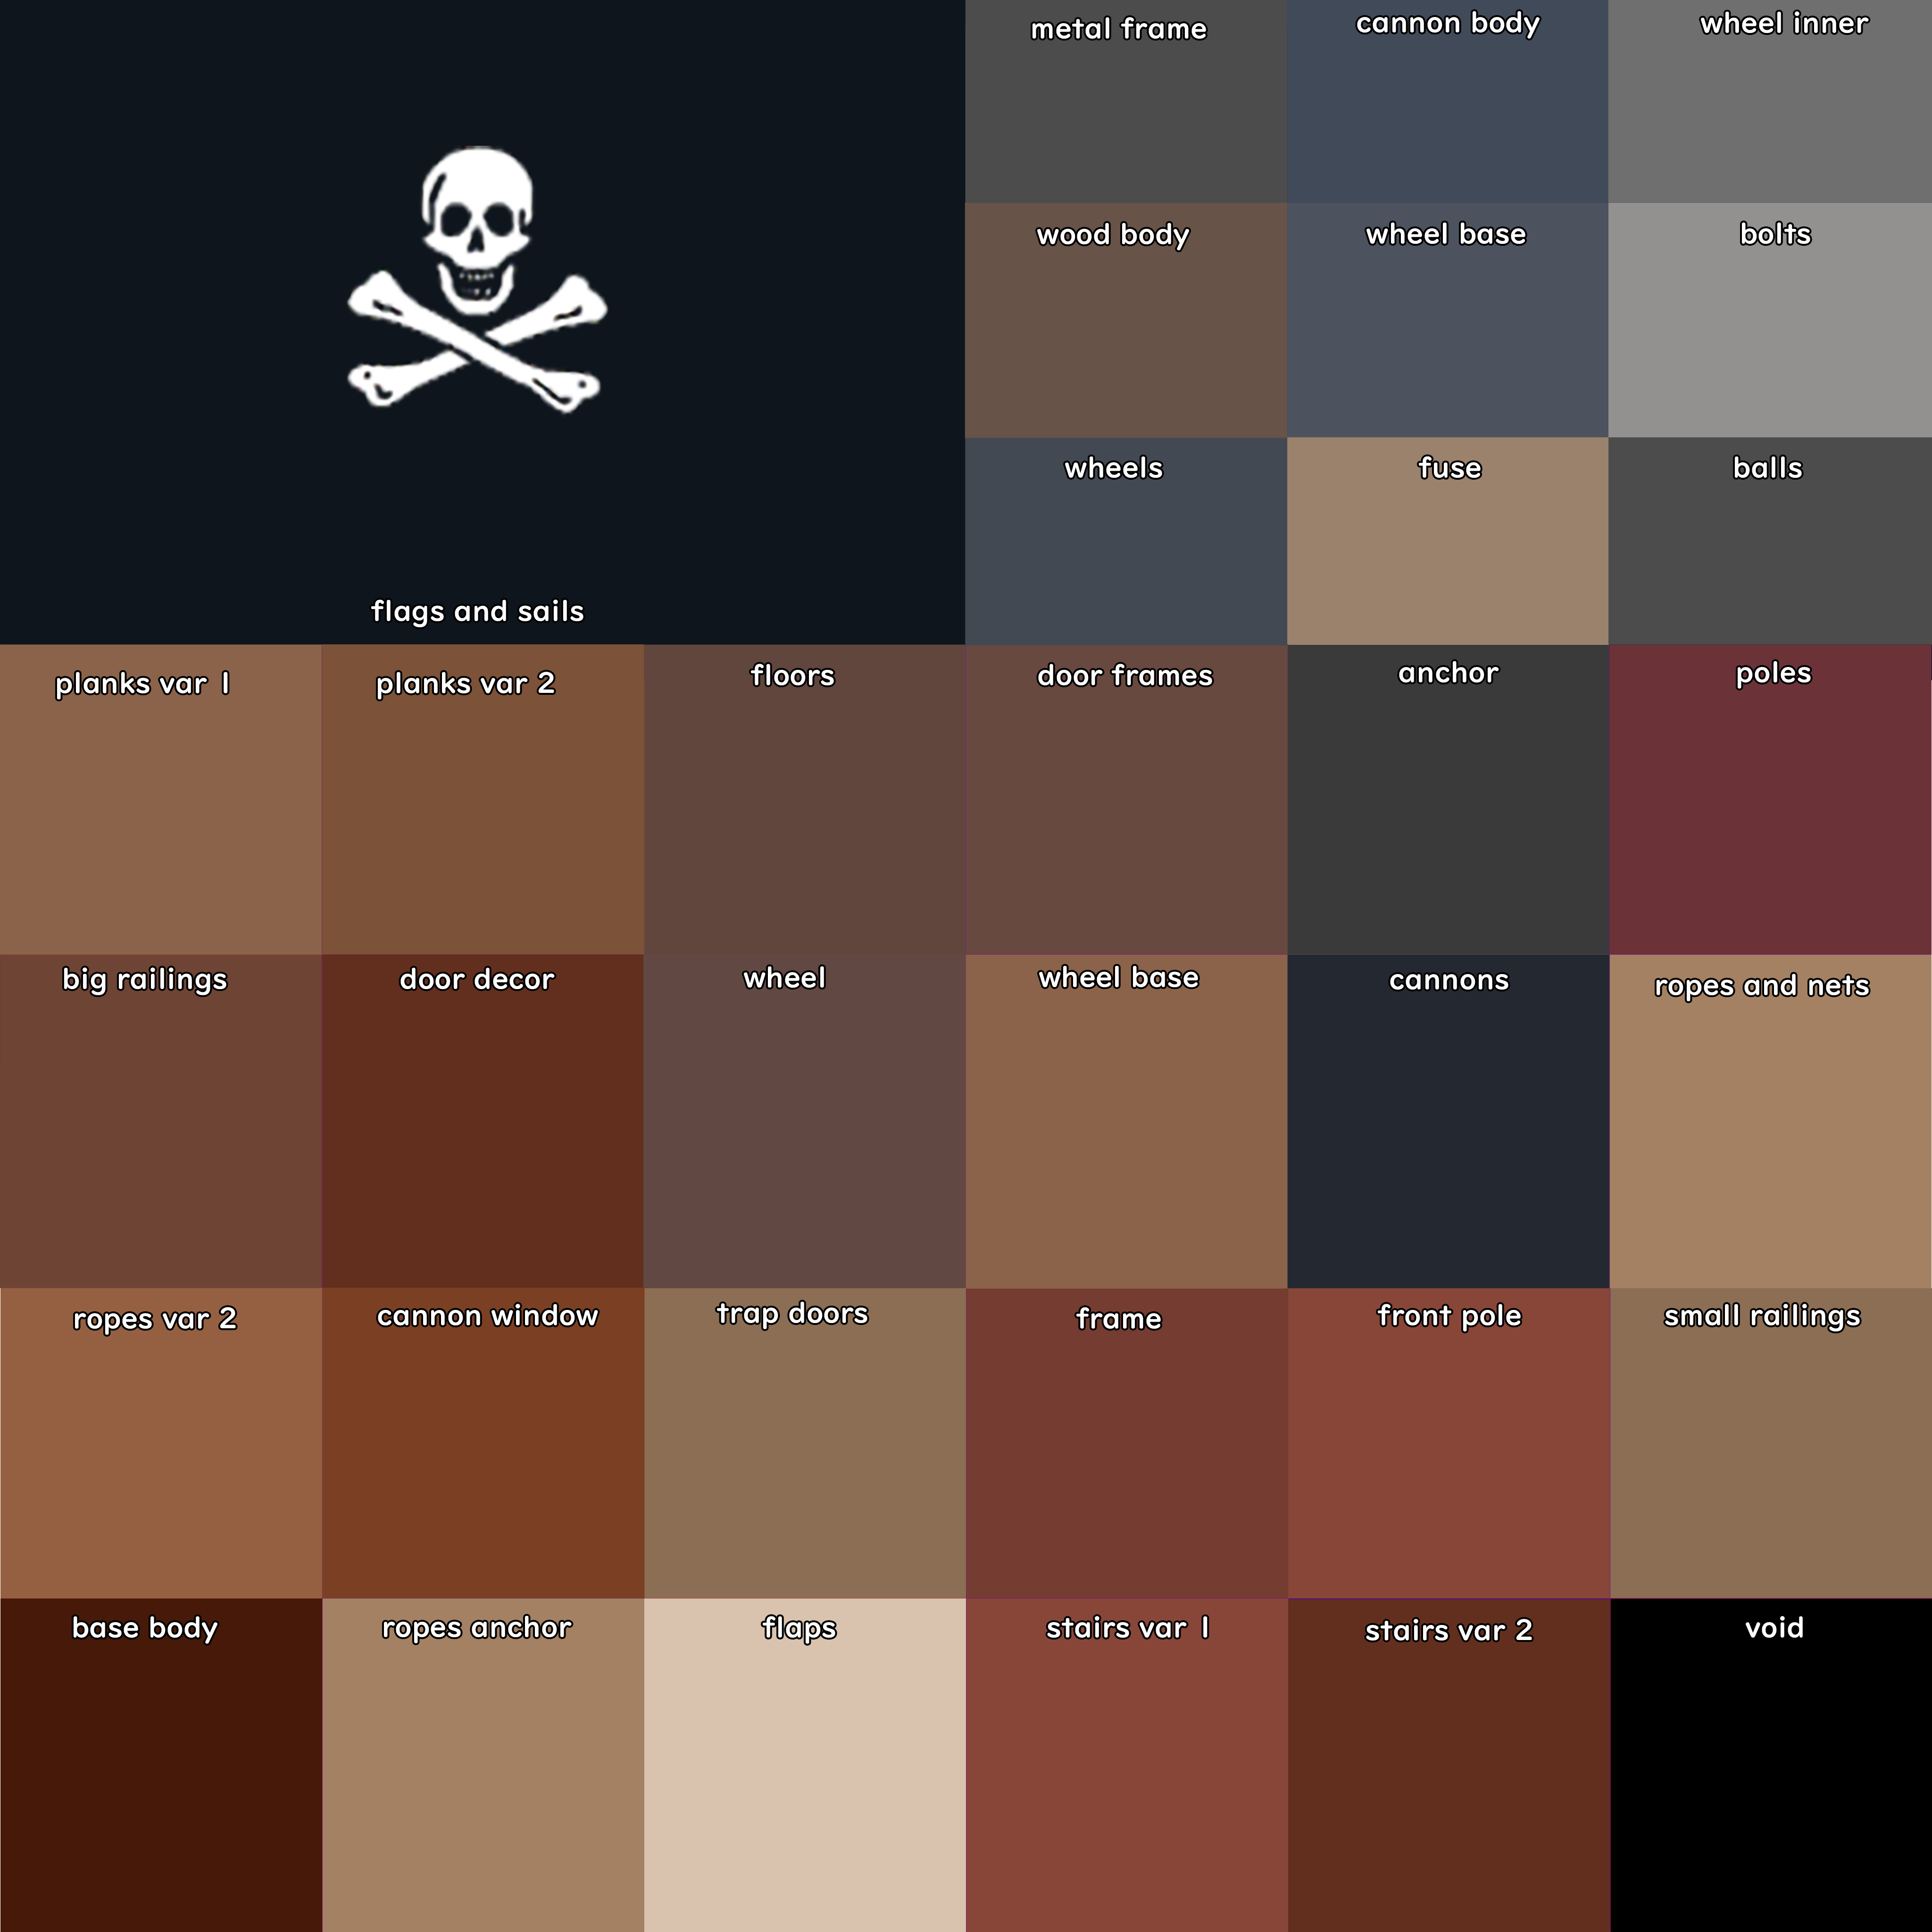 metal frame
cannon body
wheel inner
wood body
wheel base
bolts
wheels
fuse
balls
flags and sails
planks var 1
planks var 2
floors
door frames
anchor
poles
big railings
door decor
wheel
wheel base
cannons
ropes and nets
ropes var 2
cannon window
trap doors
frame
front pole
small railings
base body
ropes anchor
flaps
stairs var 1
stairs var 2
void